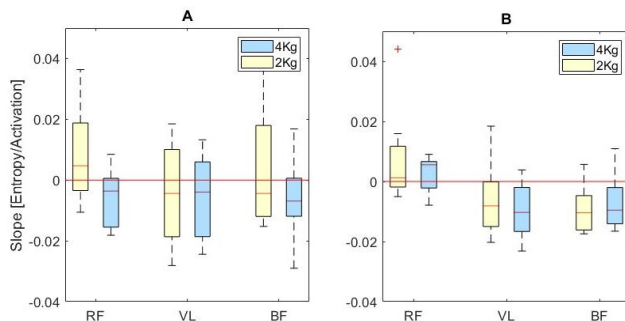 A
Slope [Entropy/Activation]
0.04
0.02
0
-0.02
-0.04
4Kg
2Kg
RF VL BF
B
0.04
0.02
0
-0.02
-0.04
4Kg
2Kg
RF VL BF